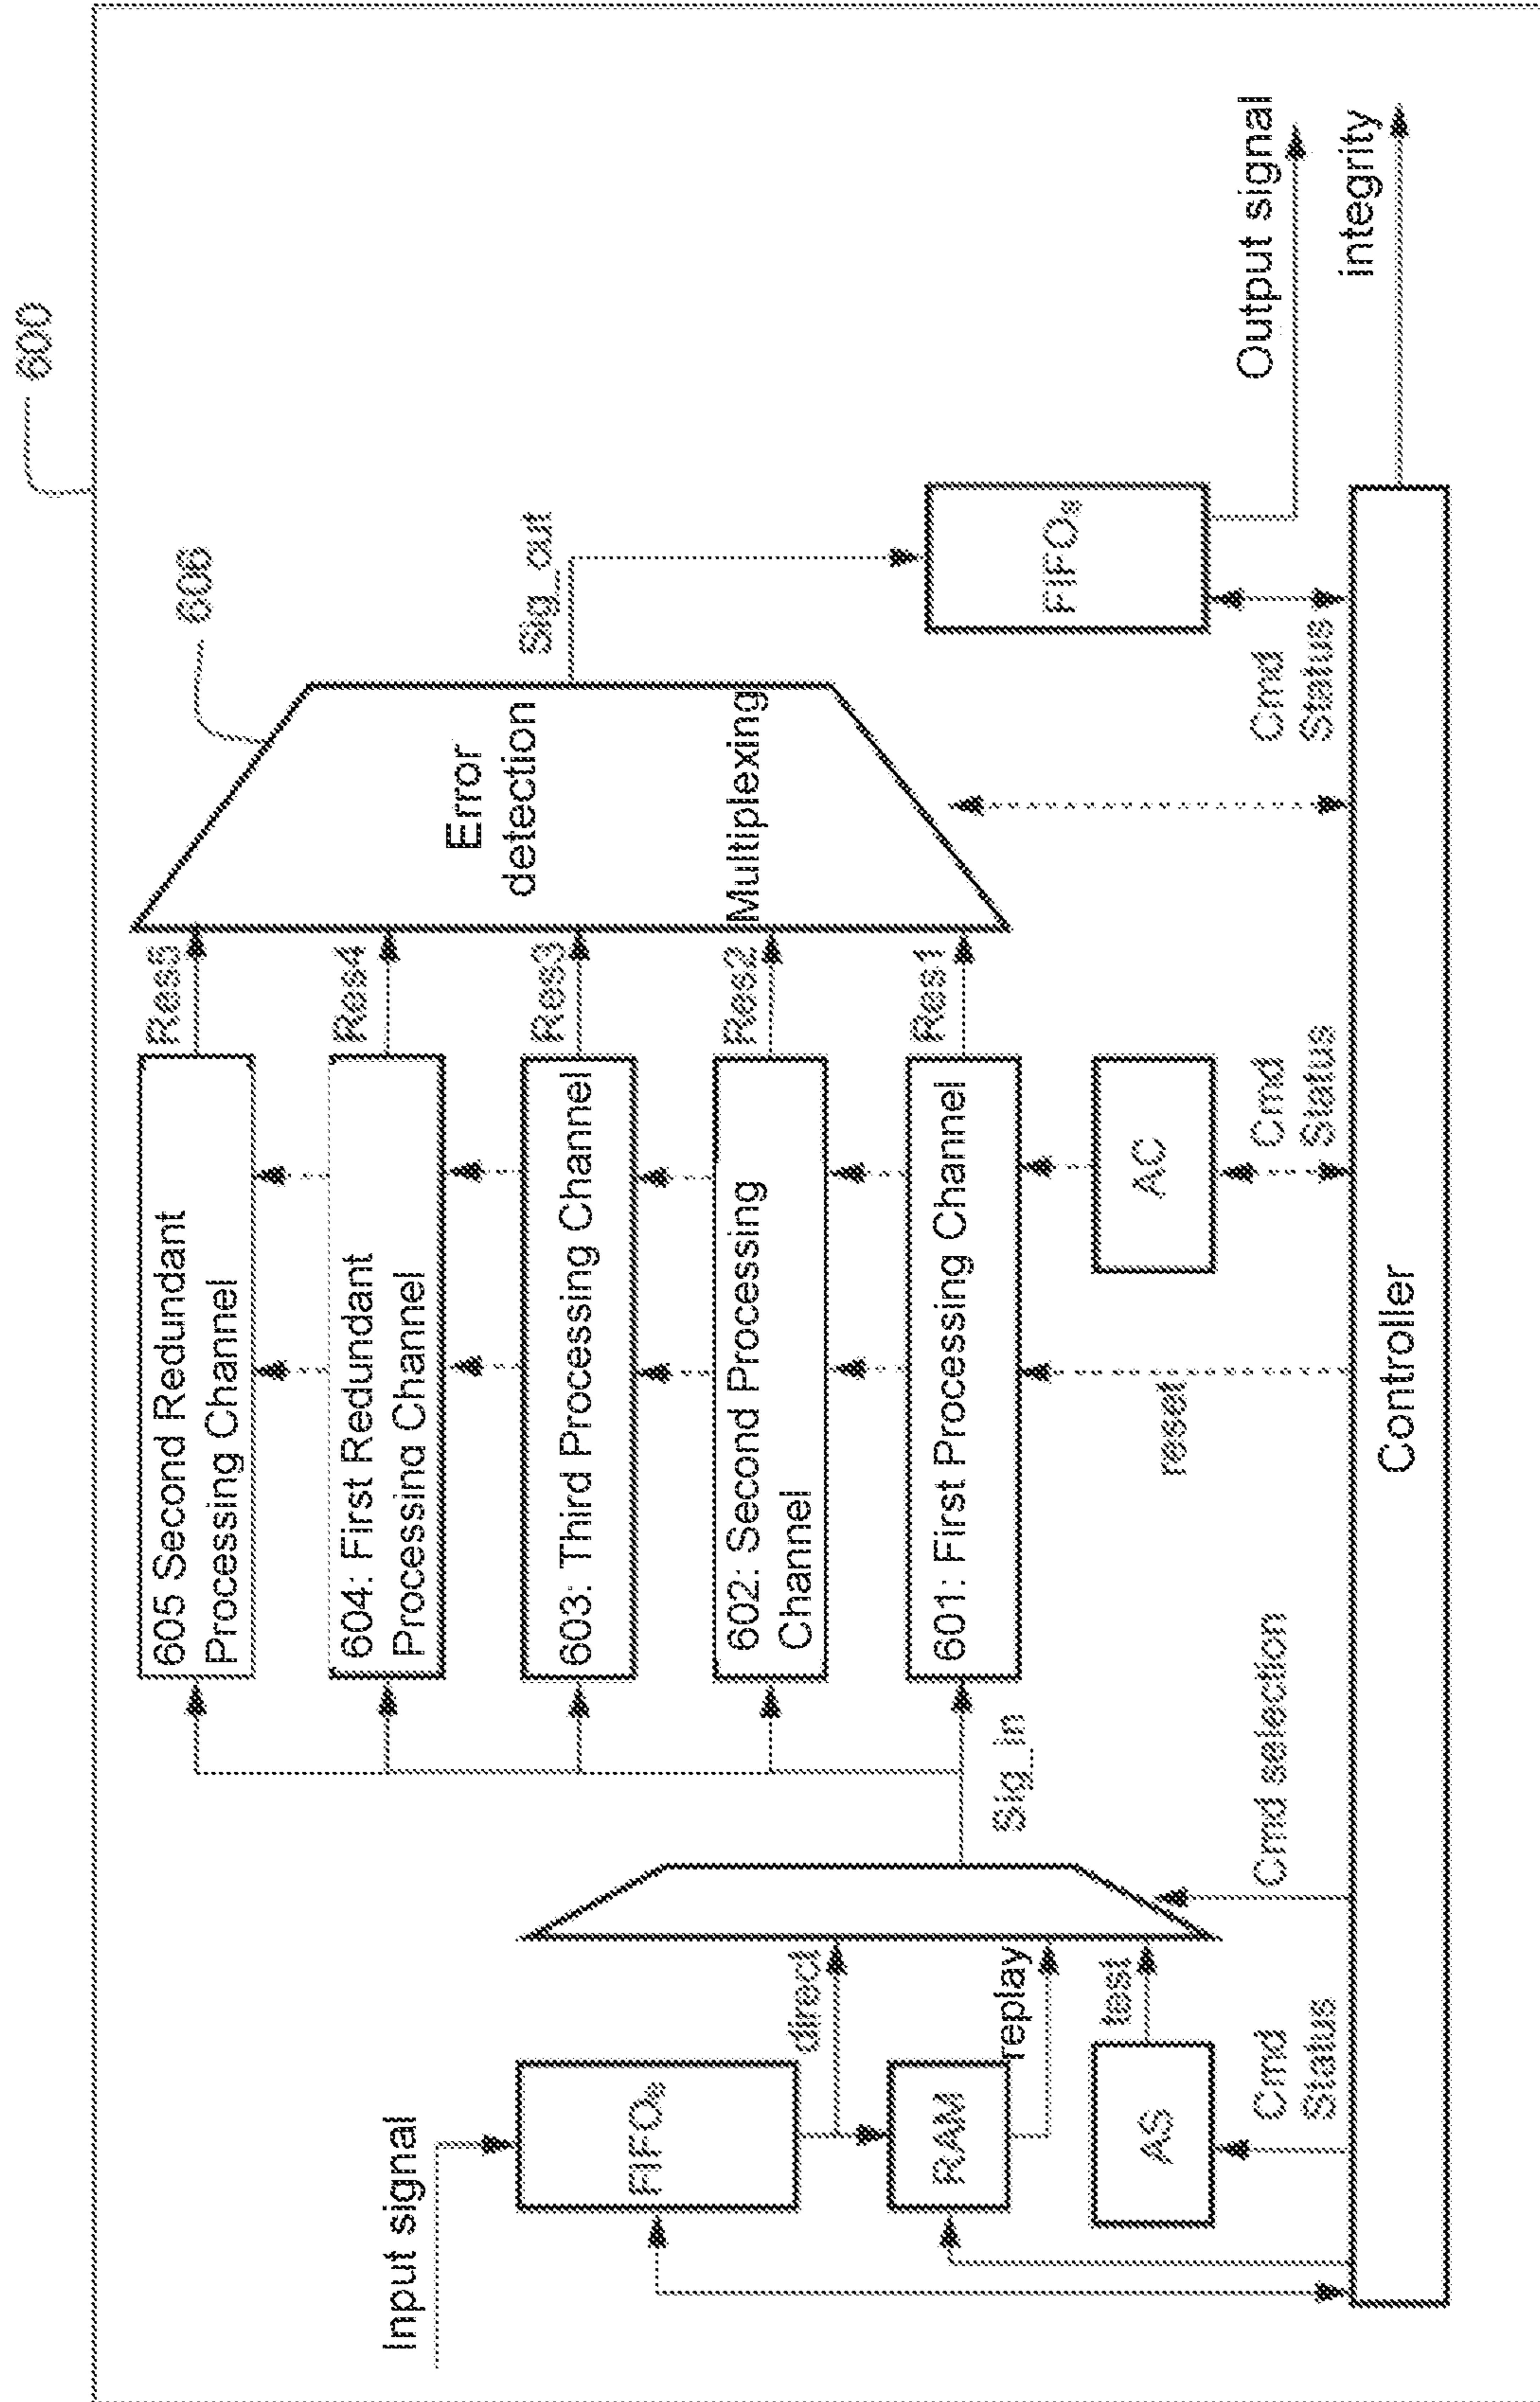 600
606
Input signal
FIFOe
direct
RAM
replay
AS
test
Cmd
Status
Cmd selection
Sig_in
605 Second Redundant
Processing Channel
604: First Redundant
Processing Channel
603: Third Processing Channel
602: Second Processing
Channel
601: First Processing Channel
reset
AC
Cmd
Status
Res5
Res4
Res3
Res2
Res1
Error
detection
Multiplexing
Sig_out
FIFOs
Cmd
Status
Output signal
integrity
Controller